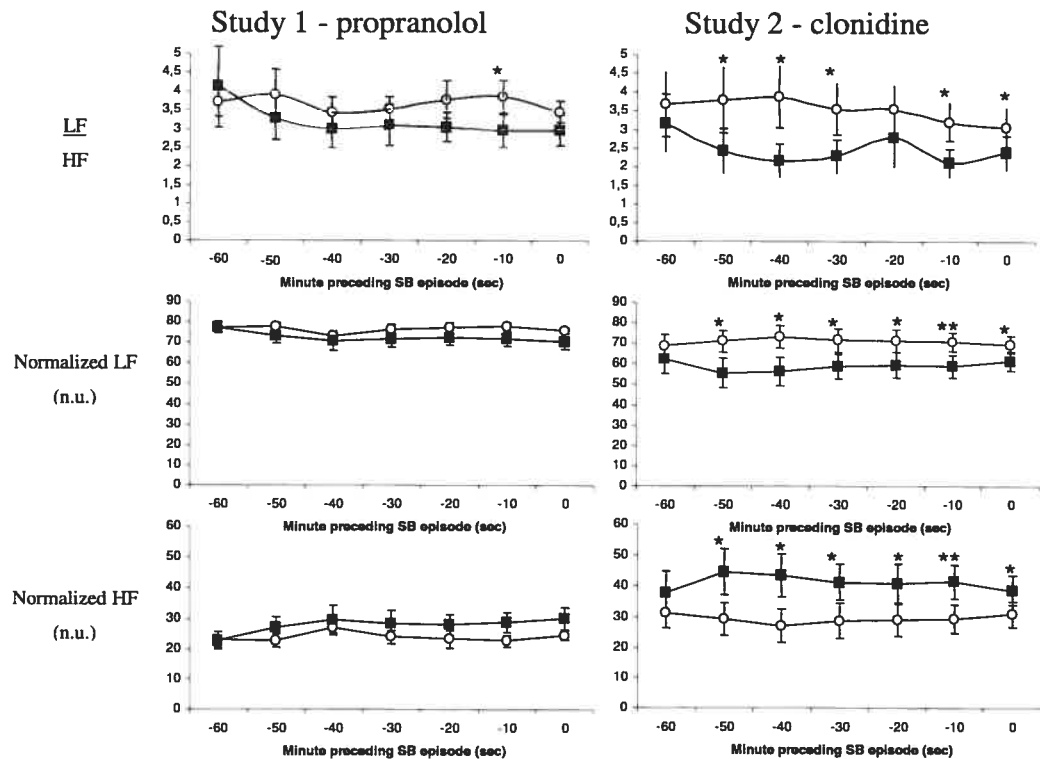 Study 1 - propranolol
Study 2 - clonidine
LF
HF
5
4,5
4
3,5
3
2,5
2
1,5
1
0,5
0
*
-60 -50 -40 -30 -20 -10 0
Minute preceding SB episode (sec)
5
4,5
4
3,5
3
2,5
2
1,5
1
0,5
0
* * * * *
-60 -50 -40 -30 -20 -10 0
Minute preceding SB episode (sec)
Normalized LF
(n.u.)
90
80
70
60
50
40
30
20
10
0
-60 -50 -40 -30 -20 -10 0
Minute preceding SB episode (sec)
90
80
70
60
50
40
30
20
10
0
* * * * ** *
-60 -50 -40 -30 -20 -10 0
Minute preceding SB episode (sec)
Normalized HF
(n.u.)
60
50
40
30
20
10
0
-60 -50 -40 -30 -20 -10 0
Minute preceding SB episode (sec)
60
50
40
30
20
10
0
* * * * ** *
-60 -50 -40 -30 -20 -10 0
Minute preceding SB episode (sec)